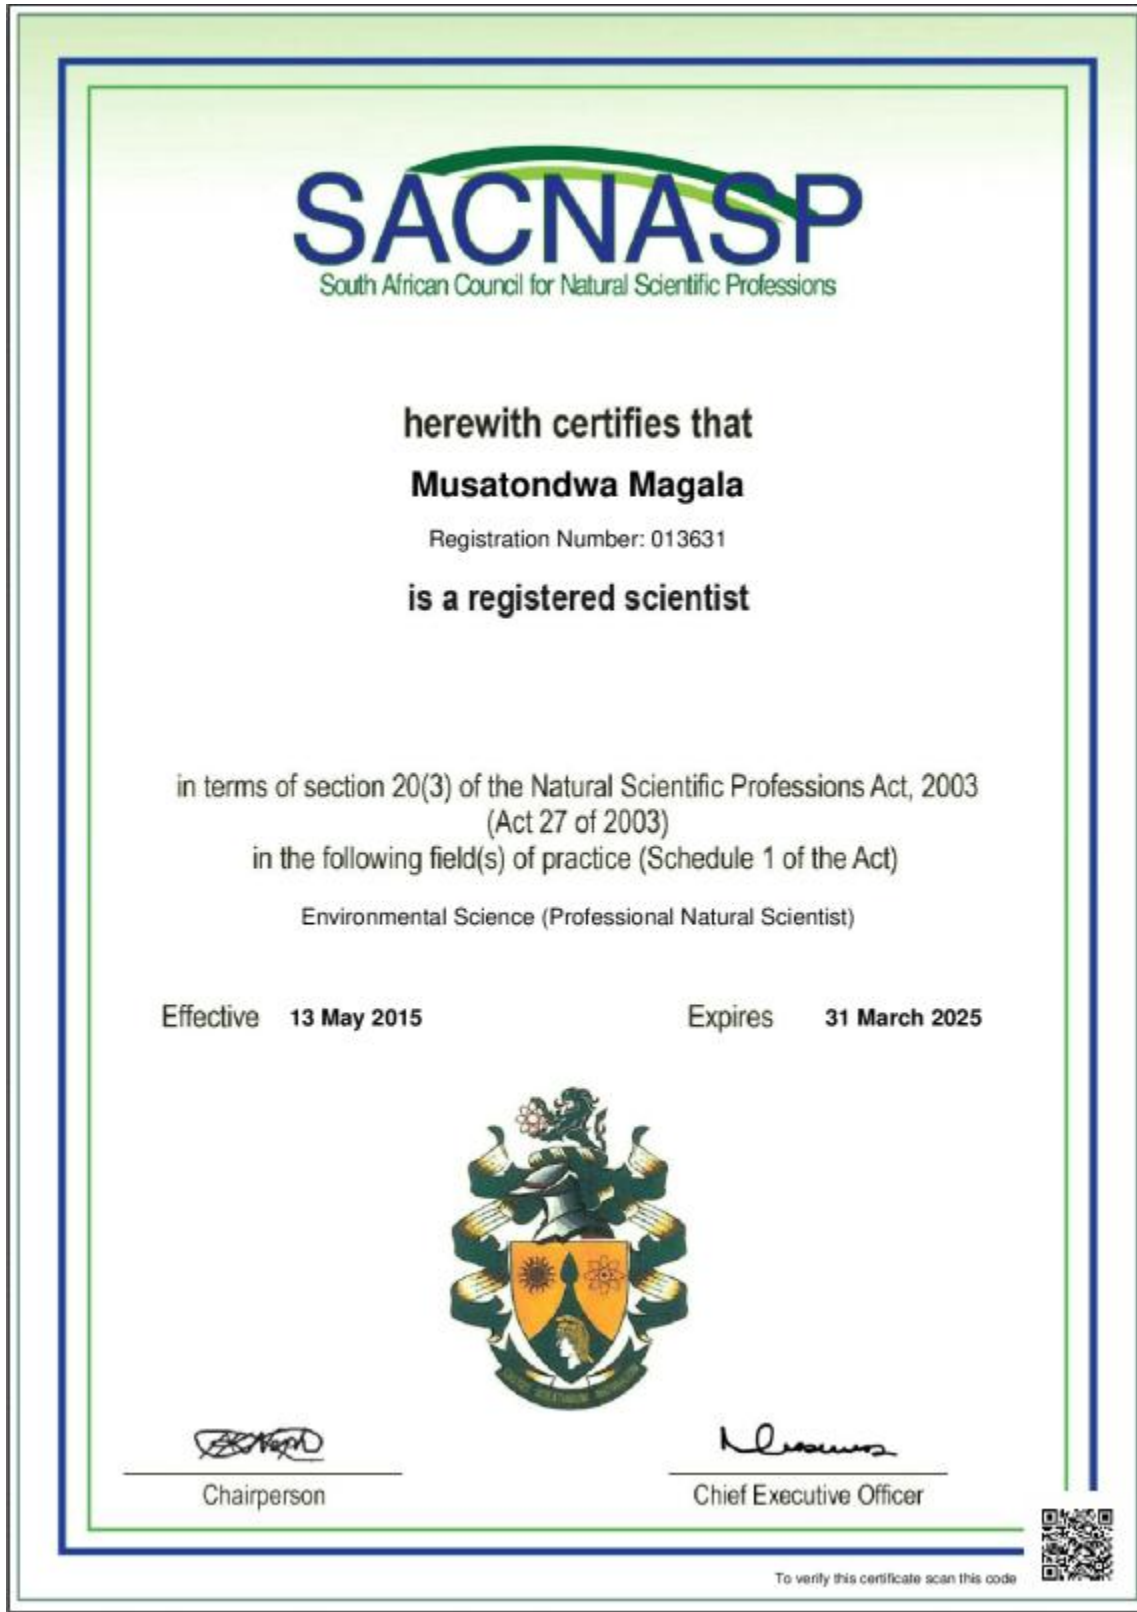 SACNASP
South African Council for Natural Scientific Professions
herewith certifies that
Musatondwa Magala
Registration Number: 013631
is a registered scientist
in terms of section 20(3) of the Natural Scientific Professions Act, 2003
(Act 27 of 2003)
in the following field(s) of practice (Schedule 1 of the Act)
Environmental Science (Professional Natural Scientist)
Effective 13 May 2015 Expires 31 March 2025
Chairperson Chief Executive Officer
To verify this certificate scan this code